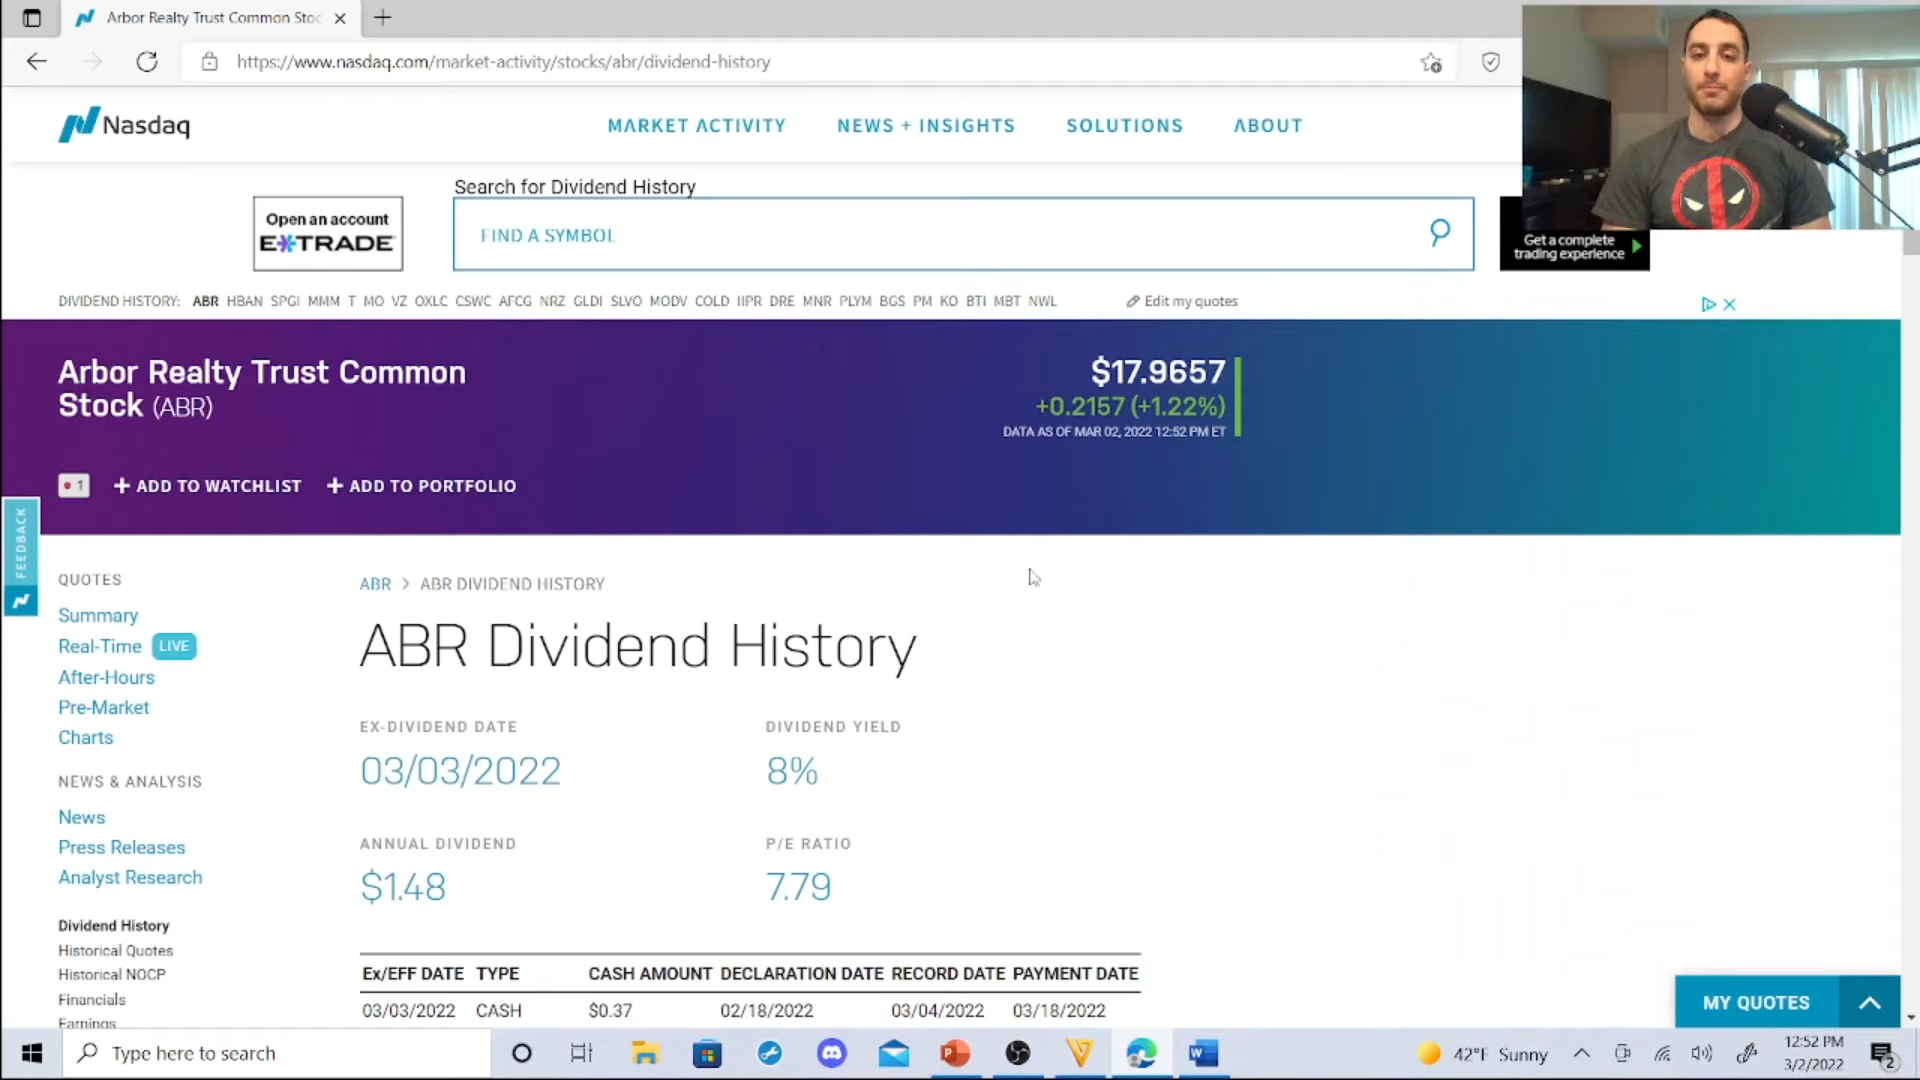 Arbor Realty Trust Common Stoc
https://www.nasdaq.com/market-activity/stocks/abr/dividend-history
Nasdaq
MARKET ACTIVITY
NEWS + INSIGHTS
SOLUTIONS
ABOUT
Search for Dividend History
Open an account
E*TRADE
FIND A SYMBOL
Get a complete
trading experience
DIVIDEND HISTORY: ABR HBAN SPGI MMM T MO VZ OXLC CSWC AFCG NRZ GLDI SLVO MODV COLD IIPR DRE MNR PLYM BGS PM KO BTI MBT NWL
Edit my quotes
Arbor Realty Trust Common
Stock (ABR)
$17.9657
+0.2157 (+1.22%)
DATA AS OF MAR 02, 2022 12:52 PM ET
1
+ ADD TO WATCHLIST
+ ADD TO PORTFOLIO
FEEDBACK
QUOTES
Summary
Real-Time LIVE
After-Hours
Pre-Market
Charts
NEWS & ANALYSIS
News
Press Releases
Analyst Research
Dividend History
Historical Quotes
Historical NOCP
Financials
Earnings
ABR > ABR DIVIDEND HISTORY
ABR Dividend History
EX-DIVIDEND DATE
03/03/2022
DIVIDEND YIELD
8%
ANNUAL DIVIDEND
$1.48
P/E RATIO
7.79
Ex/EFF DATE TYPE CASH AMOUNT DECLARATION DATE RECORD DATE PAYMENT DATE
03/03/2022 CASH $0.37 02/18/2022 03/04/2022 03/18/2022
MY QUOTES
Type here to search
42°F Sunny
12:52 PM
3/2/2022
2